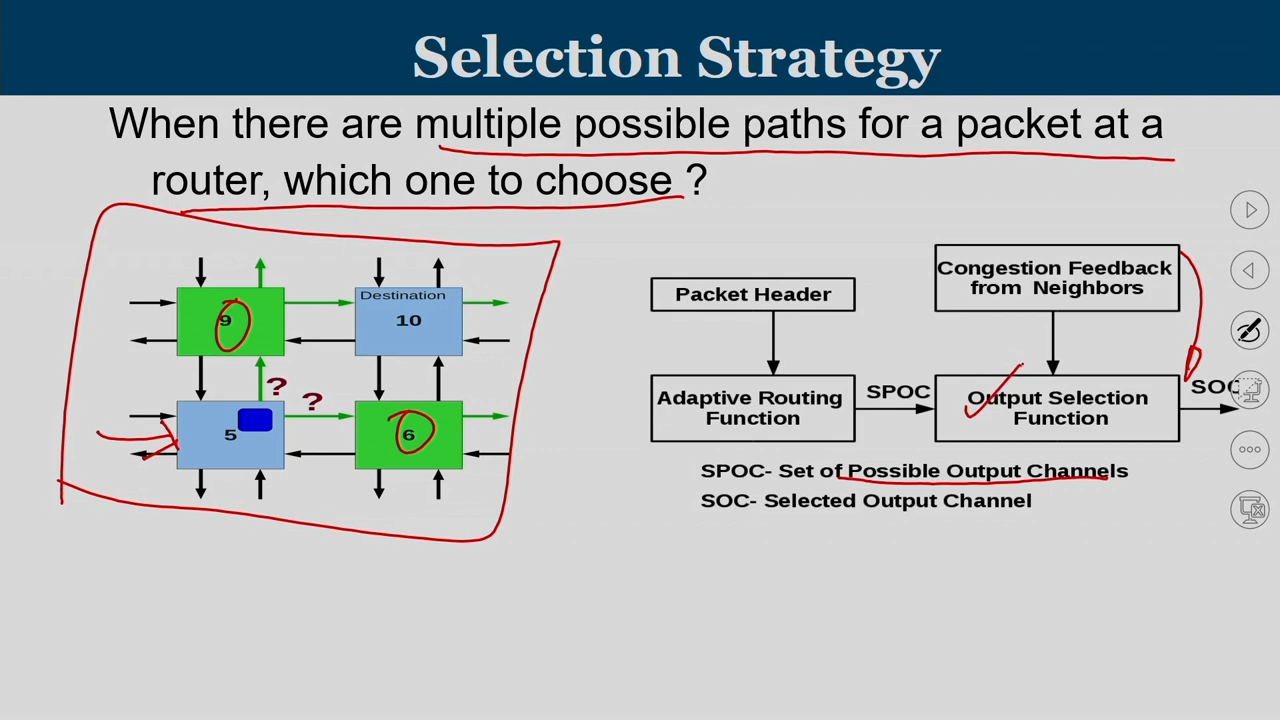 Selection Strategy
When there are multiple possible paths for a packet at a
router, which one to choose ?
9
Destination
10
?
?
5
6
Packet Header
Congestion Feedback
from Neighbors
Adaptive Routing
Function
SPOC
Output Selection
Function
SOC
SPOC- Set of Possible Output Channels
SOC- Selected Output Channel